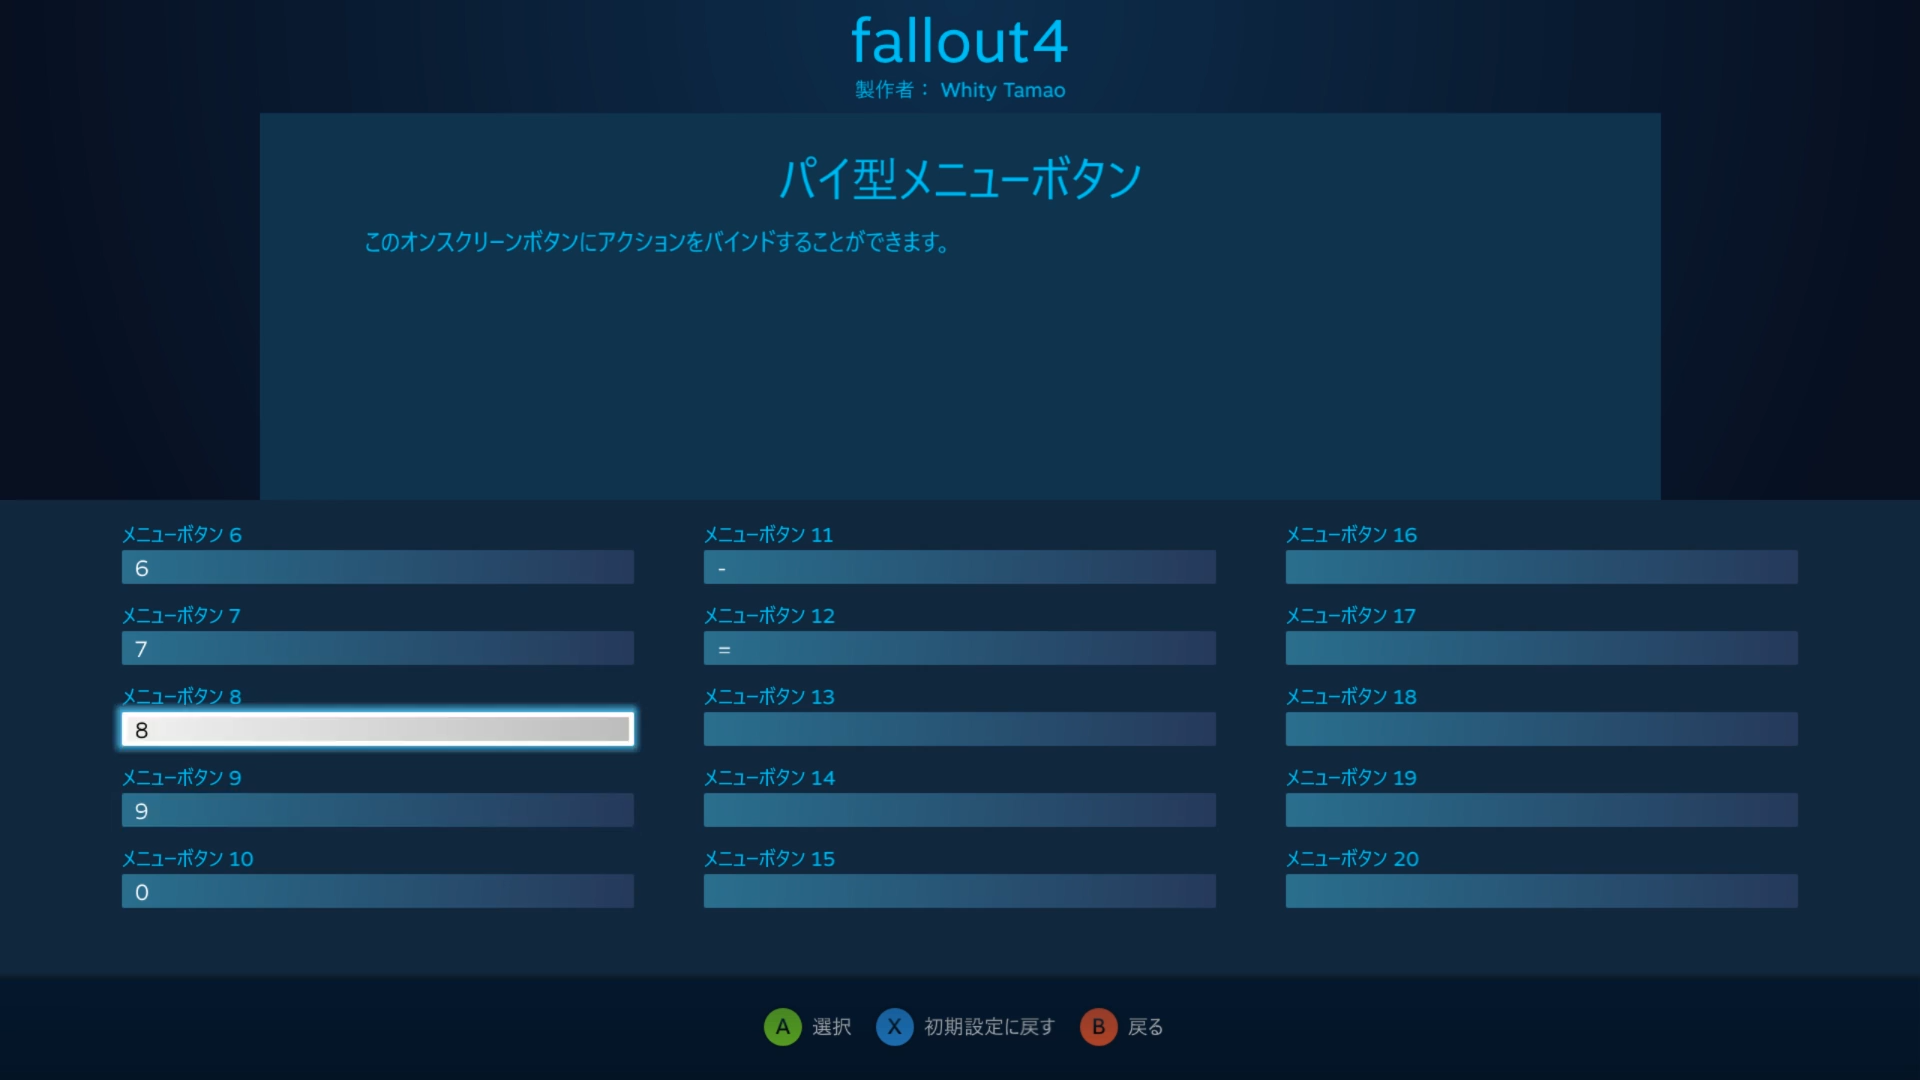 fallout4
製作者： Whity Tamao
パイ型メニューボタン
このオンスクリーンボタンにアクションをバインドすることができます。
メニューボタン 6
6
メニューボタン 7
7
メニューボタン 8
8
メニューボタン 9
9
メニューボタン 10
0
メニューボタン 11
-
メニューボタン 12
=
メニューボタン 13
メニューボタン 14
メニューボタン 15
メニューボタン 16
メニューボタン 17
メニューボタン 18
メニューボタン 19
メニューボタン 20
A 選択 X 初期設定に戻す B 戻る